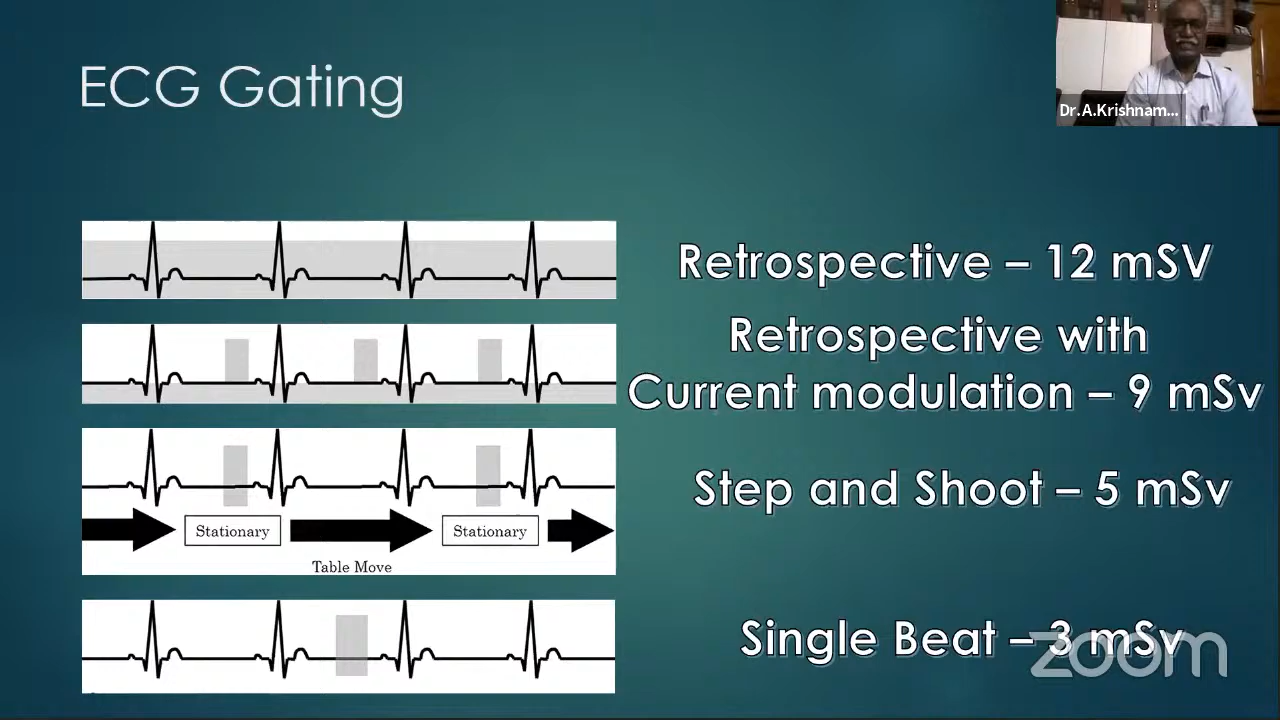 ECG Gating
Dr.A.Krishnam...
Retrospective – 12 mSV
Retrospective with
Current modulation – 9 mSv
Step and Shoot – 5 mSv
Stationary
Stationary
Table Move
Single Beat – 3 mSv
zoom